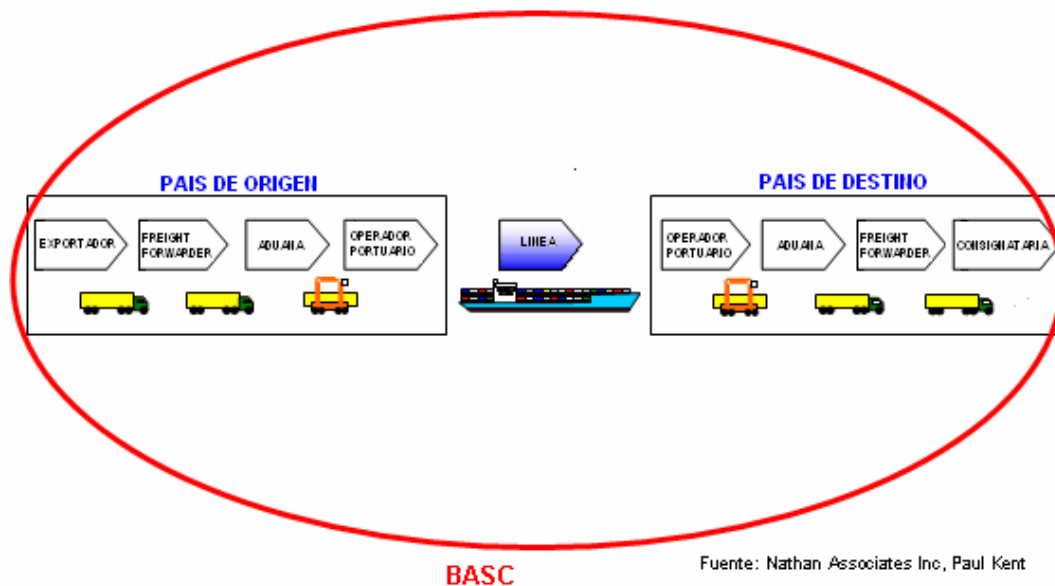 PAIS DE ORIGEN
EXPORTADOR
FREIGHT
FORWARDER
ADUANA
OPERADOR
PORTUARIO
LINEA
PAIS DE DESTINO
OPERADOR
PORTUARIO
ADUANA
FREIGHT
FORWARDER
CONSIGNATARIA
BASC
Fuente: Nathan Associates Inc, Paul Kent